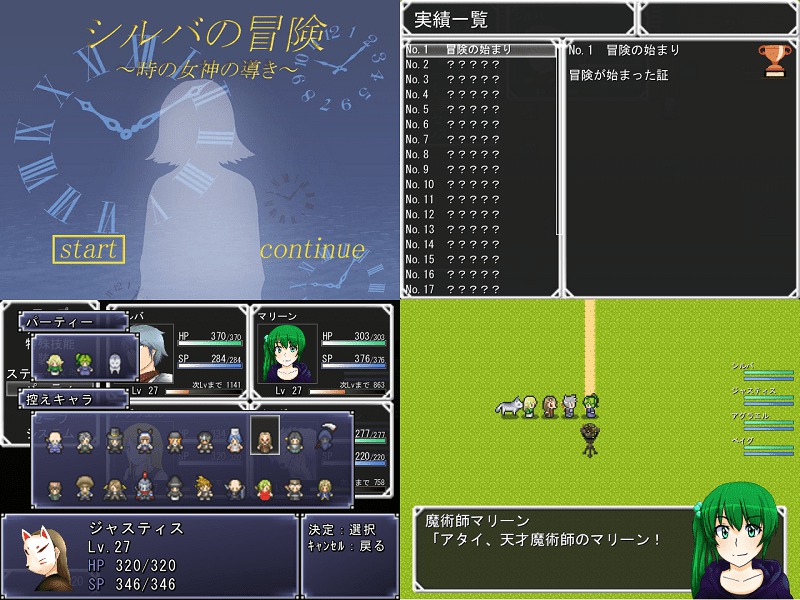 シルバの冒険
～時の女神の導き～
start
continue
実績一覧
No. 1 冒険の始まり
No. 2 ？？？？？
No. 3 ？？？？？
No. 4 ？？？？？
No. 5 ？？？？？
No. 6 ？？？？？
No. 7 ？？？？？
No. 8 ？？？？？
No. 9 ？？？？？
No. 10 ？？？？？
No. 11 ？？？？？
No. 12 ？？？？？
No. 13 ？？？？？
No. 14 ？？？？？
No. 15 ？？？？？
No. 16 ？？？？？
No. 17 ？？？？？
No. 1 冒険の始まり
冒険が始まった証
パーティー
控えキャラ
HP 370/370
SP 284/284
次Lvまで 1141
Lv 27
マリーン
HP 303/303
SP 376/376
次Lvまで 863
Lv 27
277/277
220/220
まで 758
ジャスティス
Lv.27
HP 320/320
SP 346/346
決定：選択
ｷｬﾝｾﾙ：戻る
シルバ
ジャスティス
アグラエル
ペイグ
魔術師マリーン
「アタイ、天才魔術師のマリーン！